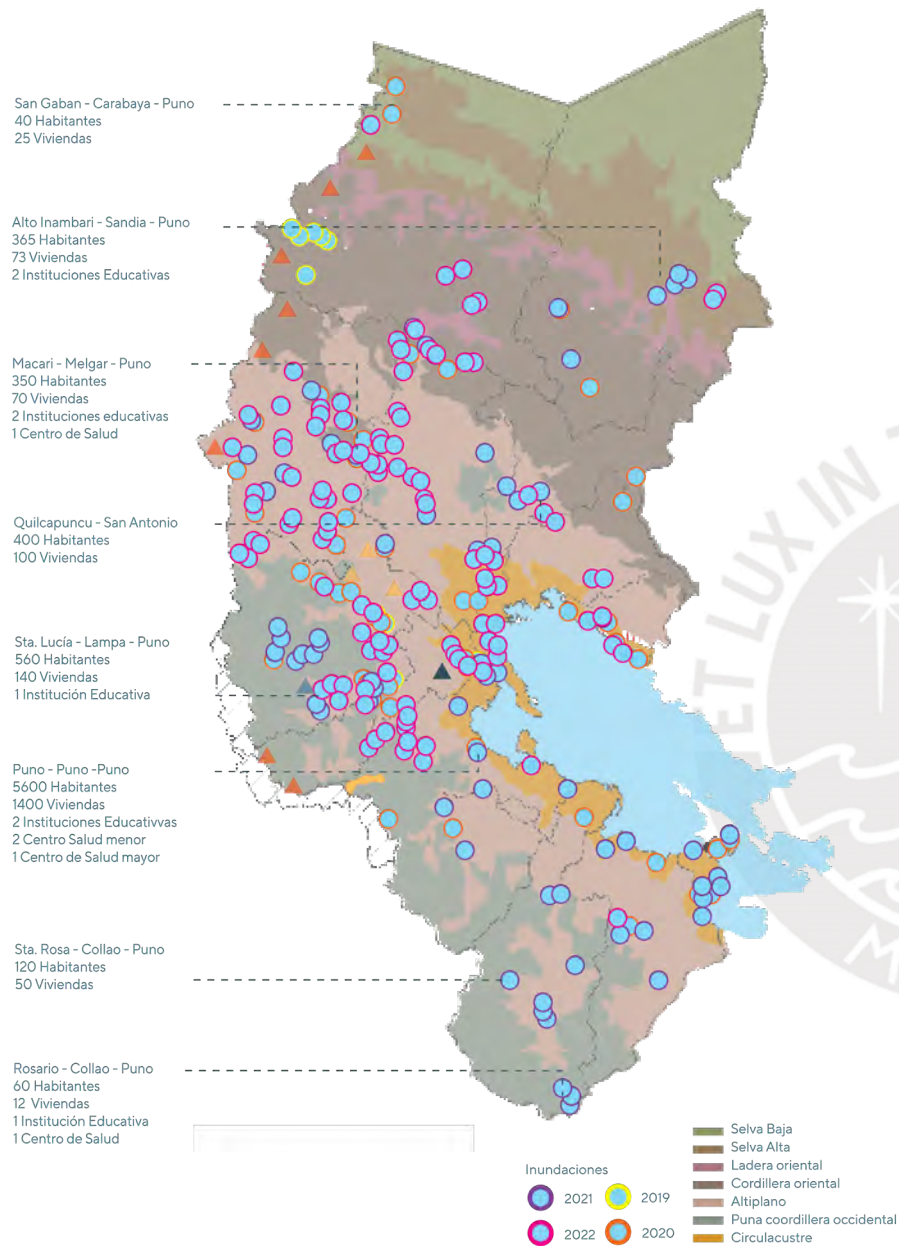 San Gaban - Carabaya - Puno
40 Habitantes
25 Viviendas
Alto Inambari - Sandia - Puno
365 Habitantes
73 Viviendas
2 Instituciones Educativas
Macari - Melgar - Puno
350 Habitantes
70 Viviendas
2 Instituciones educativas
1 Centro de Salud
Quilcapuncu - San Antonio
400 Habitantes
100 Viviendas
Sta. Lucía - Lampa - Puno
560 Habitantes
140 Viviendas
1 Institución Educativa
Puno - Puno -Puno
5600 Habitantes
1400 Viviendas
2 Instituciones Educativvas
2 Centro Salud menor
1 Centro de Salud mayor
Sta. Rosa - Collao - Puno
120 Habitantes
50 Viviendas
Rosario - Collao - Puno
60 Habitantes
12 Viviendas
1 Institución Educativa
1 Centro de Salud
Inundaciones
2021
2019
2022
2020
Selva Baja
Selva Alta
Ladera oriental
Cordillera oriental
Altiplano
Puna coordillera occidental
Circulacustre
ET LUX IN